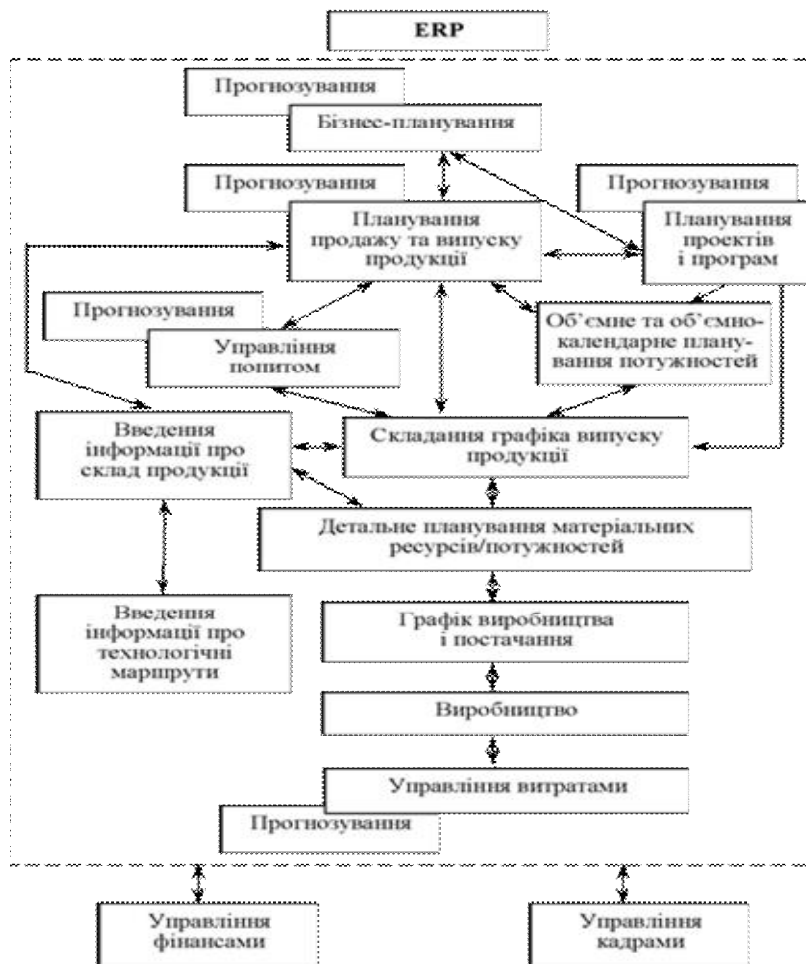 ERP
Прогнозування
Бізнес-планування
Прогнозування
Планування
продажу та випуску
продукції
Прогнозування
Планування
проектів
і програм
Прогнозування
Управління
попитом
Об’ємне та об’ємно-
календарне плану-
вання потужностей
Введення
інформації про
склад продукції
Складання графіка випуску
продукції
Детальне планування матеріальних
ресурсів/потужностей
Введення
інформації про
технологічні
маршрути
Графік виробництва
і постачання
Виробництво
Управління витратами
Прогнозування
Управління
фінансами
Управління
кадрами